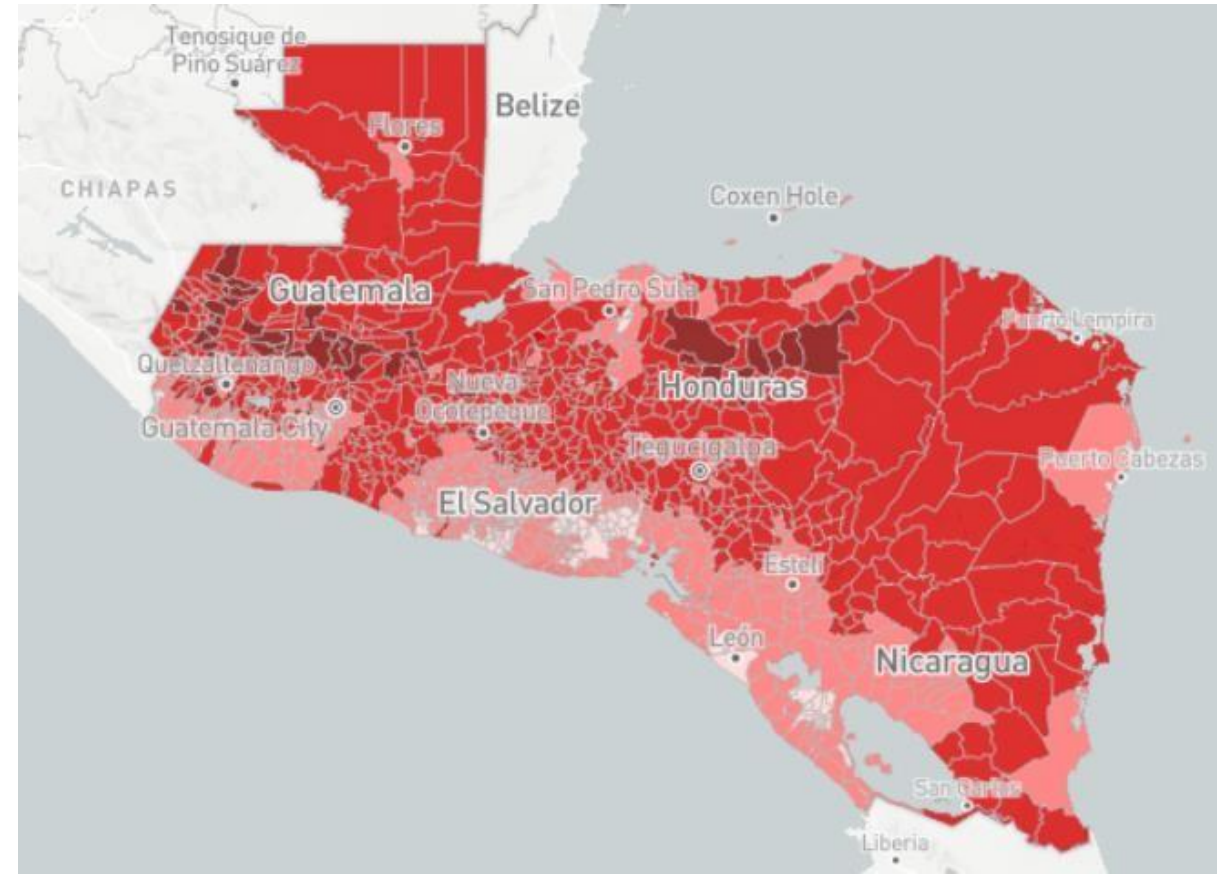 Tenosique de
Pino Suárez
Belize
Flores
CHIAPAS
Coxen Hole
Guatemala
San Pedro Sula
Puerto Lempira
Quetzaltenango
Nueva
Ocotepeque
Honduras
Guatemala City
Tegucigalpa
Puerto Cabezas
El Salvador
Estelí
León
Nicaragua
San Carlos
Liberia